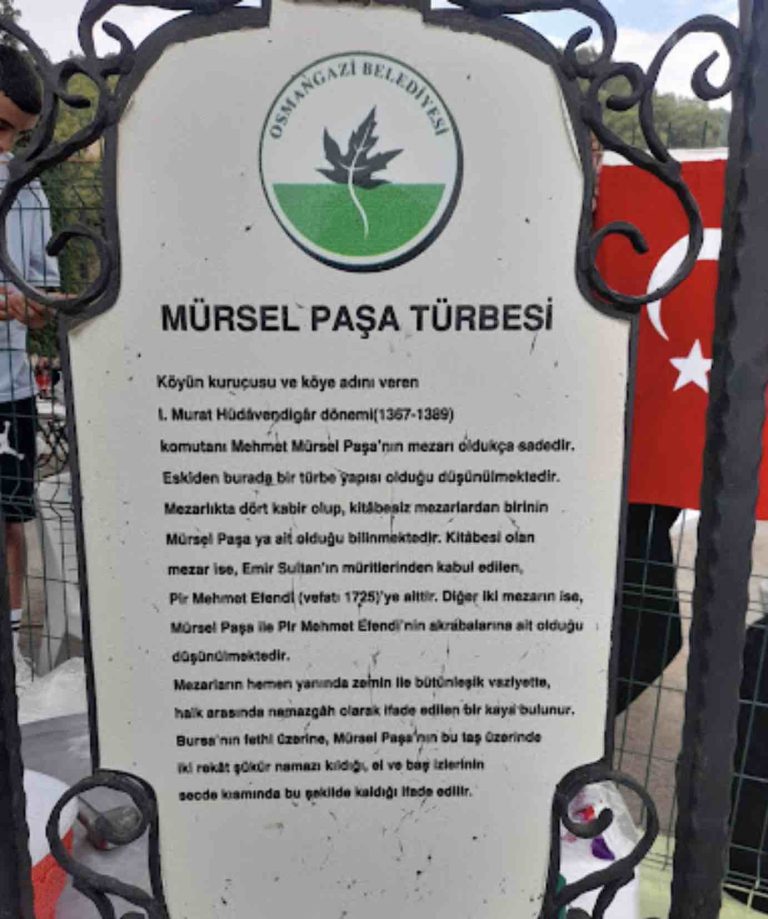 OSMANGAZİ BELEDİYESİ
MÜRSEL PAŞA TÜRBESİ
Köyün kurucusu ve köye adını veren
I. Murat Hüdâvendigâr dönemi(1367-1389)
komutanı Mehmet Mürsel Paşa'nın mezarı oldukça sadedir.
Eskiden burada bir türbe yapısı olduğu düşünülmektedir.
Mezarlıkta dört kabir olup, kitâbesiz mezarlardan birinin
Mürsel Paşa ya ait olduğu bilinmektedir. Kitâbesi olan
mezar ise, Emir Sultan'ın müritlerinden kabul edilen,
Pir Mehmet Efendi (vefatı 1725)'ye aittir. Diğer iki mezarın ise,
Mürsel Paşa ile Pir Mehmet Efendi'nin akrabalarına ait olduğu
düşünülmektedir.
Mezarların hemen yanında zemin ile bütünleşik vaziyette,
halk arasında namazgâh olarak ifade edilen bir kaya bulunur.
Bursa'nın fethi üzerine, Mürsel Paşa'nın bu taş üzerinde
iki rekât şükür namazı kıldığı, el ve baş izlerinin
secde kısmında bu şekilde kaldığı ifade edilir.